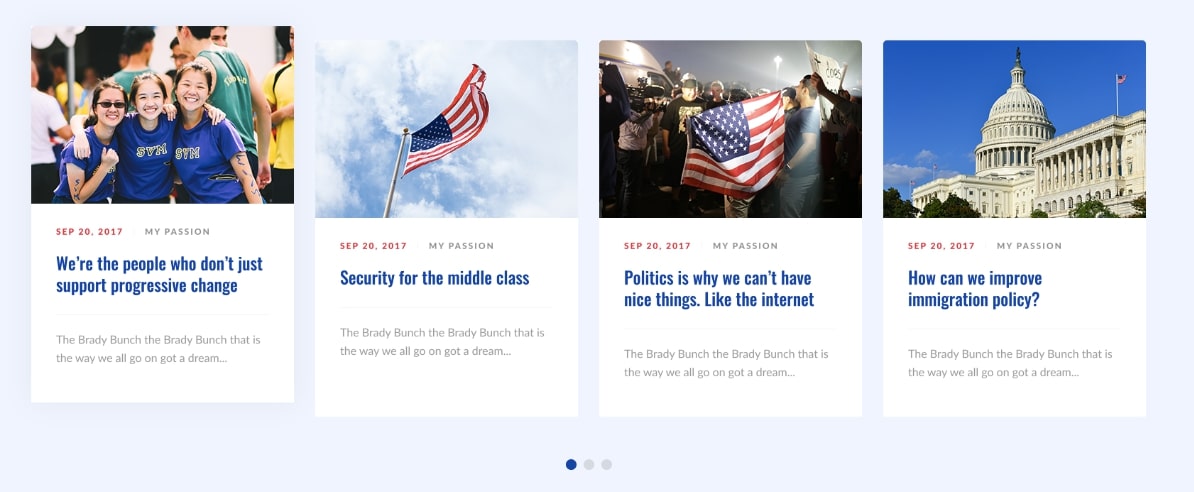 SVM
SVM
does
SEP 20, 2017
MY PASSION
We're the people who don't just
support progressive change
The Brady Bunch the Brady Bunch that is
the way we all go on got a dream...
SEP 20, 2017
MY PASSION
Security for the middle class
The Brady Bunch the Brady Bunch that is
the way we all go on got a dream...
SEP 20, 2017
MY PASSION
Politics is why we can't have
nice things. Like the internet
The Brady Bunch the Brady Bunch that is
the way we all go on got a dream...
SEP 20, 2017
MY PASSION
How can we improve
immigration policy?
The Brady Bunch the Brady Bunch that is
the way we all go on got a dream...